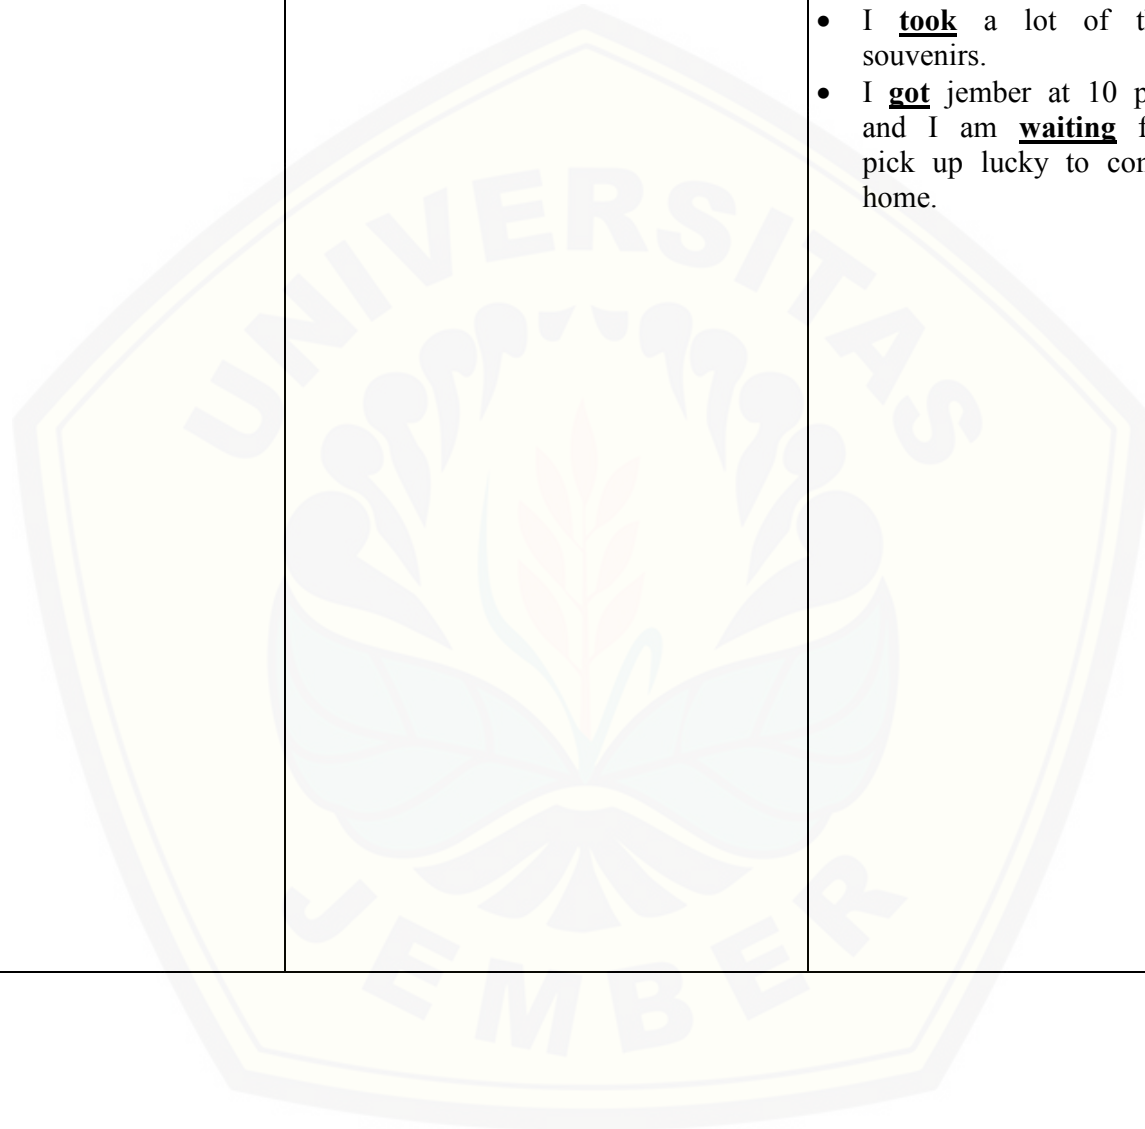 • I took a lot of
souvenirs.
• I got jember at 10
and I am waiting
pick up lucky to
home.
UNIVERSITAS
JEMBER